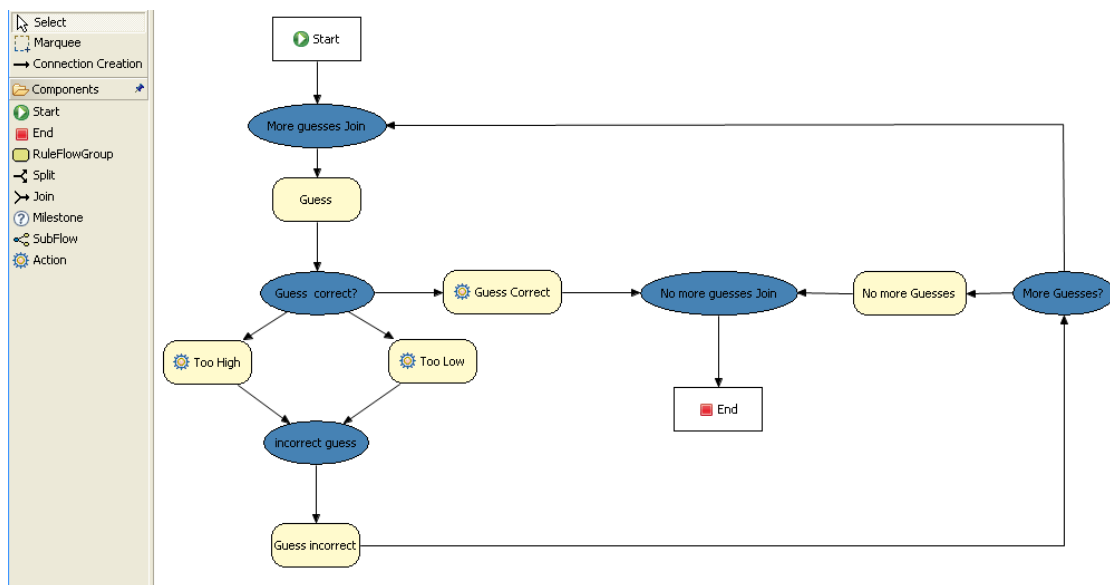 Select
Marquee
Connection Creation
Components
Start
End
RuleFlowGroup
Split
Join
Milestone
SubFlow
Action
Start
More guesses Join
Guess
Guess correct?
Guess Correct
No more guesses Join
No more Guesses
More Guesses?
Too High
Too Low
End
incorrect guess
Guess incorrect